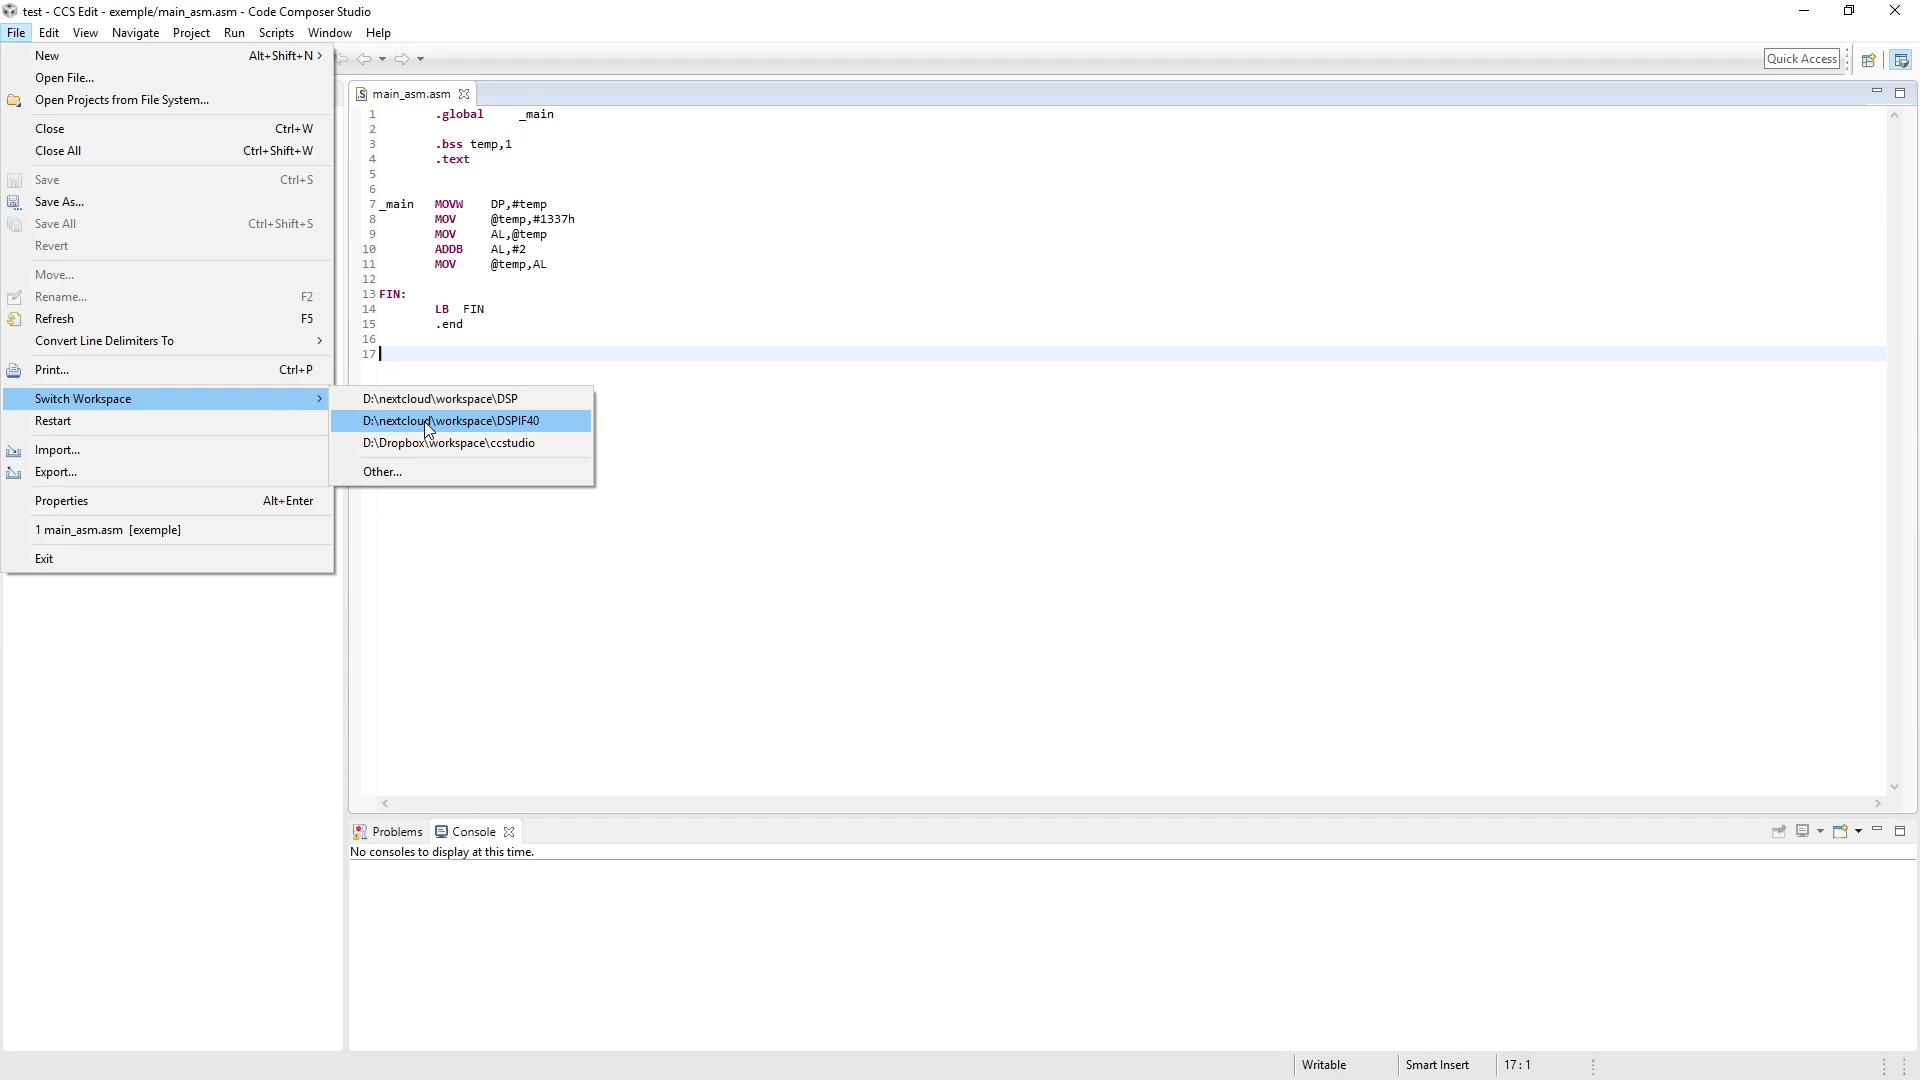 test - CCS Edit - exemple/main_asm.asm - Code Composer Studio
File Edit View Navigate Project Run Scripts Window Help
New Alt+Shift+N >
Open File...
Open Projects from File System...
Close Ctrl+W
Close All Ctrl+Shift+W
Save Ctrl+S
Save As...
Save All Ctrl+Shift+S
Revert
Move...
Rename... F2
Refresh F5
Convert Line Delimiters To >
Print... Ctrl+P
Switch Workspace >
Restart
Import...
Export...
Properties Alt+Enter
1 main_asm.asm [exemple]
Exit
D:\nextcloud\workspace\DSP
D:\nextcloud\workspace\DSPIF40
D:\Dropbox\workspace\ccstudio
Other...
Quick Access
main_asm.asm
1 .global _main
2
3 .bss temp,1
4 .text
5
6
7 _main MOVW DP,#temp
8 MOV @temp,#1337h
9 MOV AL,@temp
10 ADDB AL,#2
11 MOV @temp,AL
12
13 FIN:
14 LB FIN
15 .end
16
17
Problems Console
No consoles to display at this time.
Writable Smart Insert 17 : 1